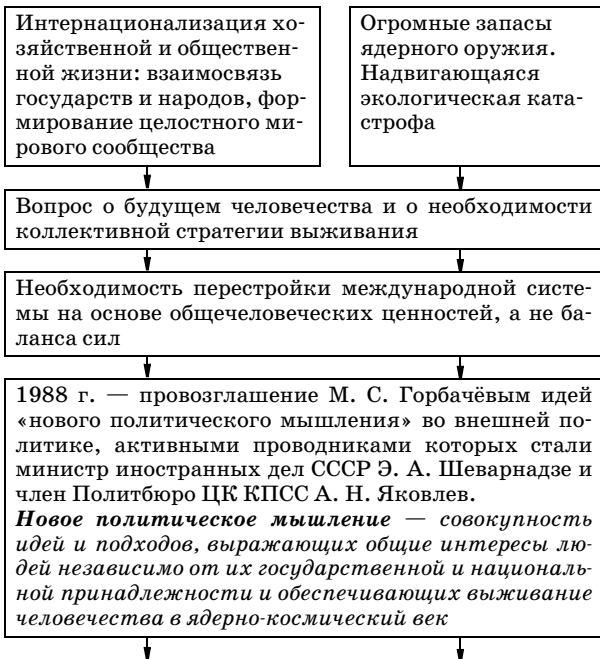 Интернационализация хо-
зяйственной и обществен-
ной жизни: взаимосвязь
государств и народов, фор-
мирование целостного ми-
рового сообщества
Огромные запасы
ядерного оружия.
Надвигающаяся
экологическая ката-
строфа
Вопрос о будущем человечества и о необходимости
коллективной стратегии выживания
Необходимость перестройки международной систе-
мы на основе общечеловеческих ценностей, а не ба-
ланса сил
1988 г. — провозглашение М. С. Горбачёвым идей
«нового политического мышления» во внешней по-
литике, активными проводниками которых стали
министр иностранных дел СССР Э. А. Шеварнадзе и
член Политбюро ЦК КПСС А. Н. Яковлев.
Новое политическое мышление — совокупность
идей и подходов, выражающих общие интересы лю-
дей независимо от их государственной и националь-
ной принадлежности и обеспечивающих выживание
человечества в ядерно-космический век